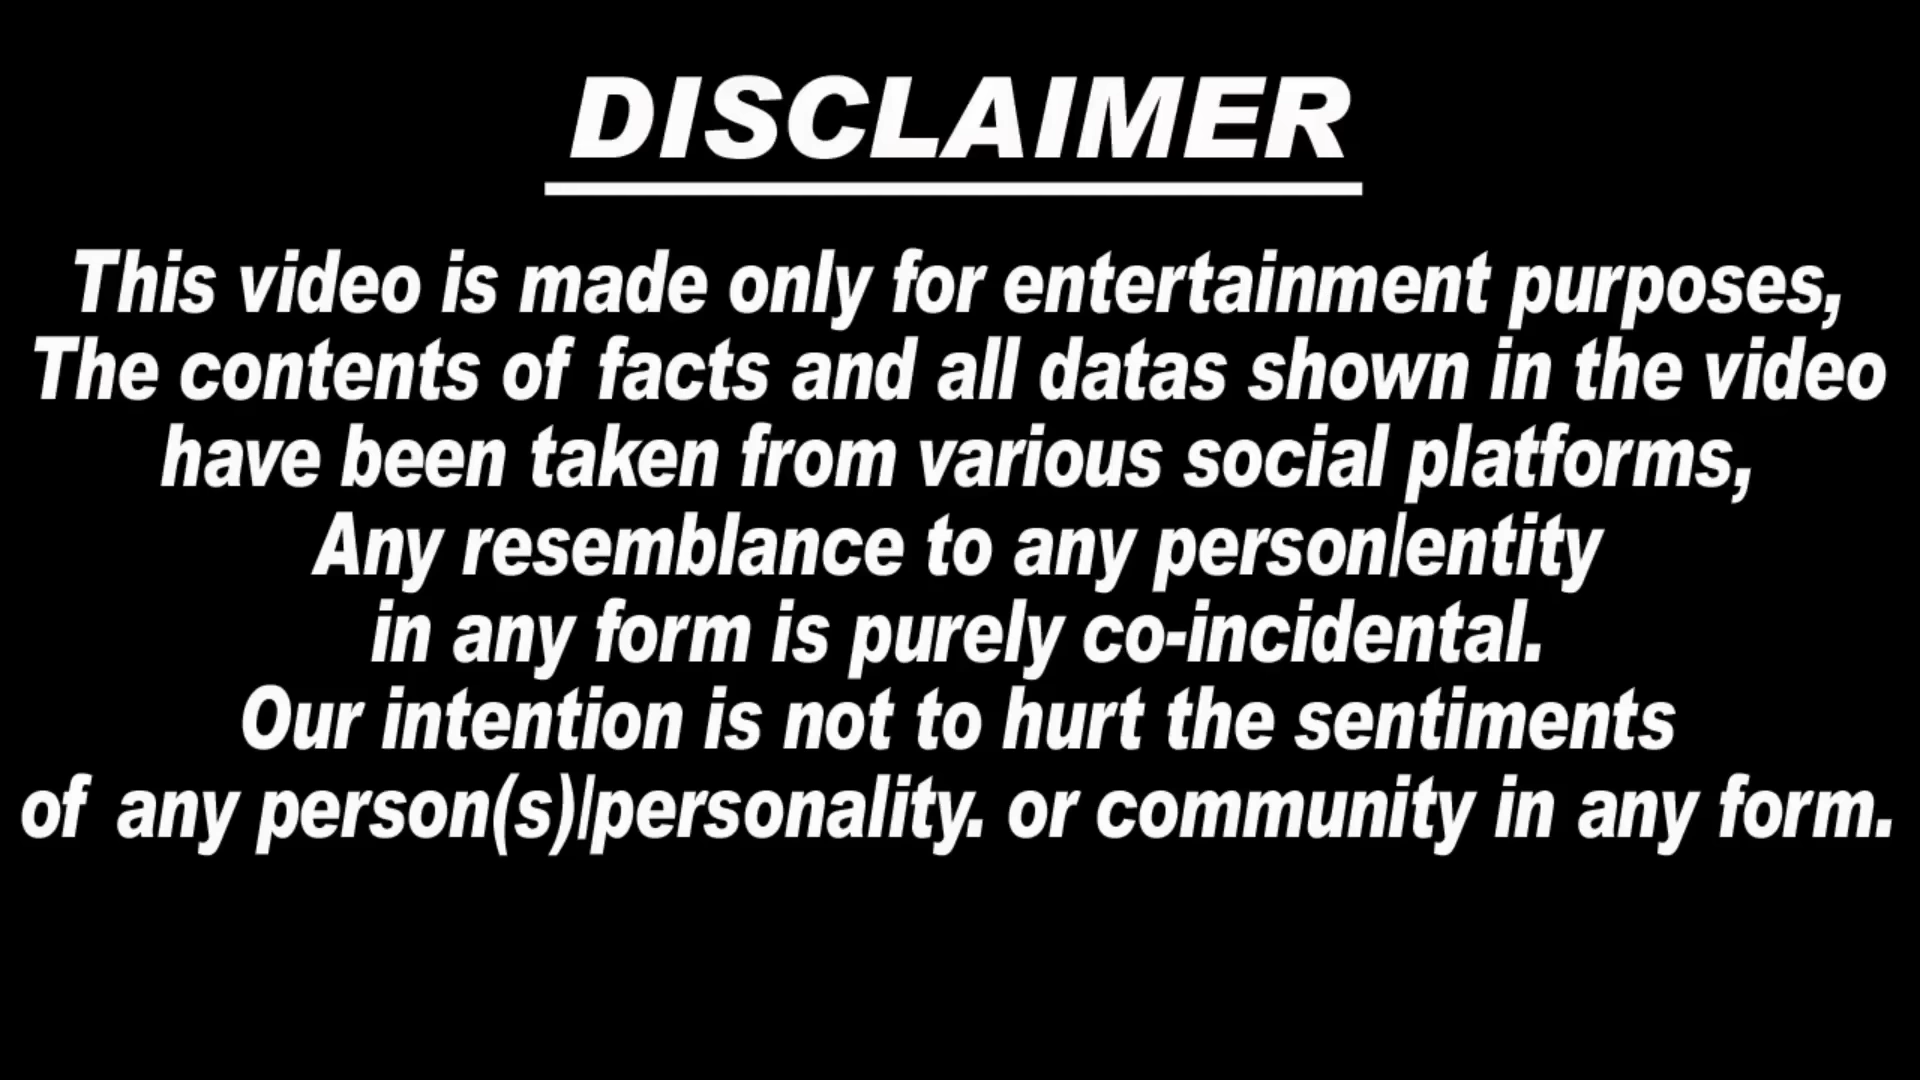 DISCLAIMER
This video is made only for entertainment purposes,
The contents of facts and all datas shown in the video
have been taken from various social platforms,
Any resemblance to any person/entity
in any form is purely co-incidental.
Our intention is not to hurt the sentiments
of any person(s)/personality. or community in any form.